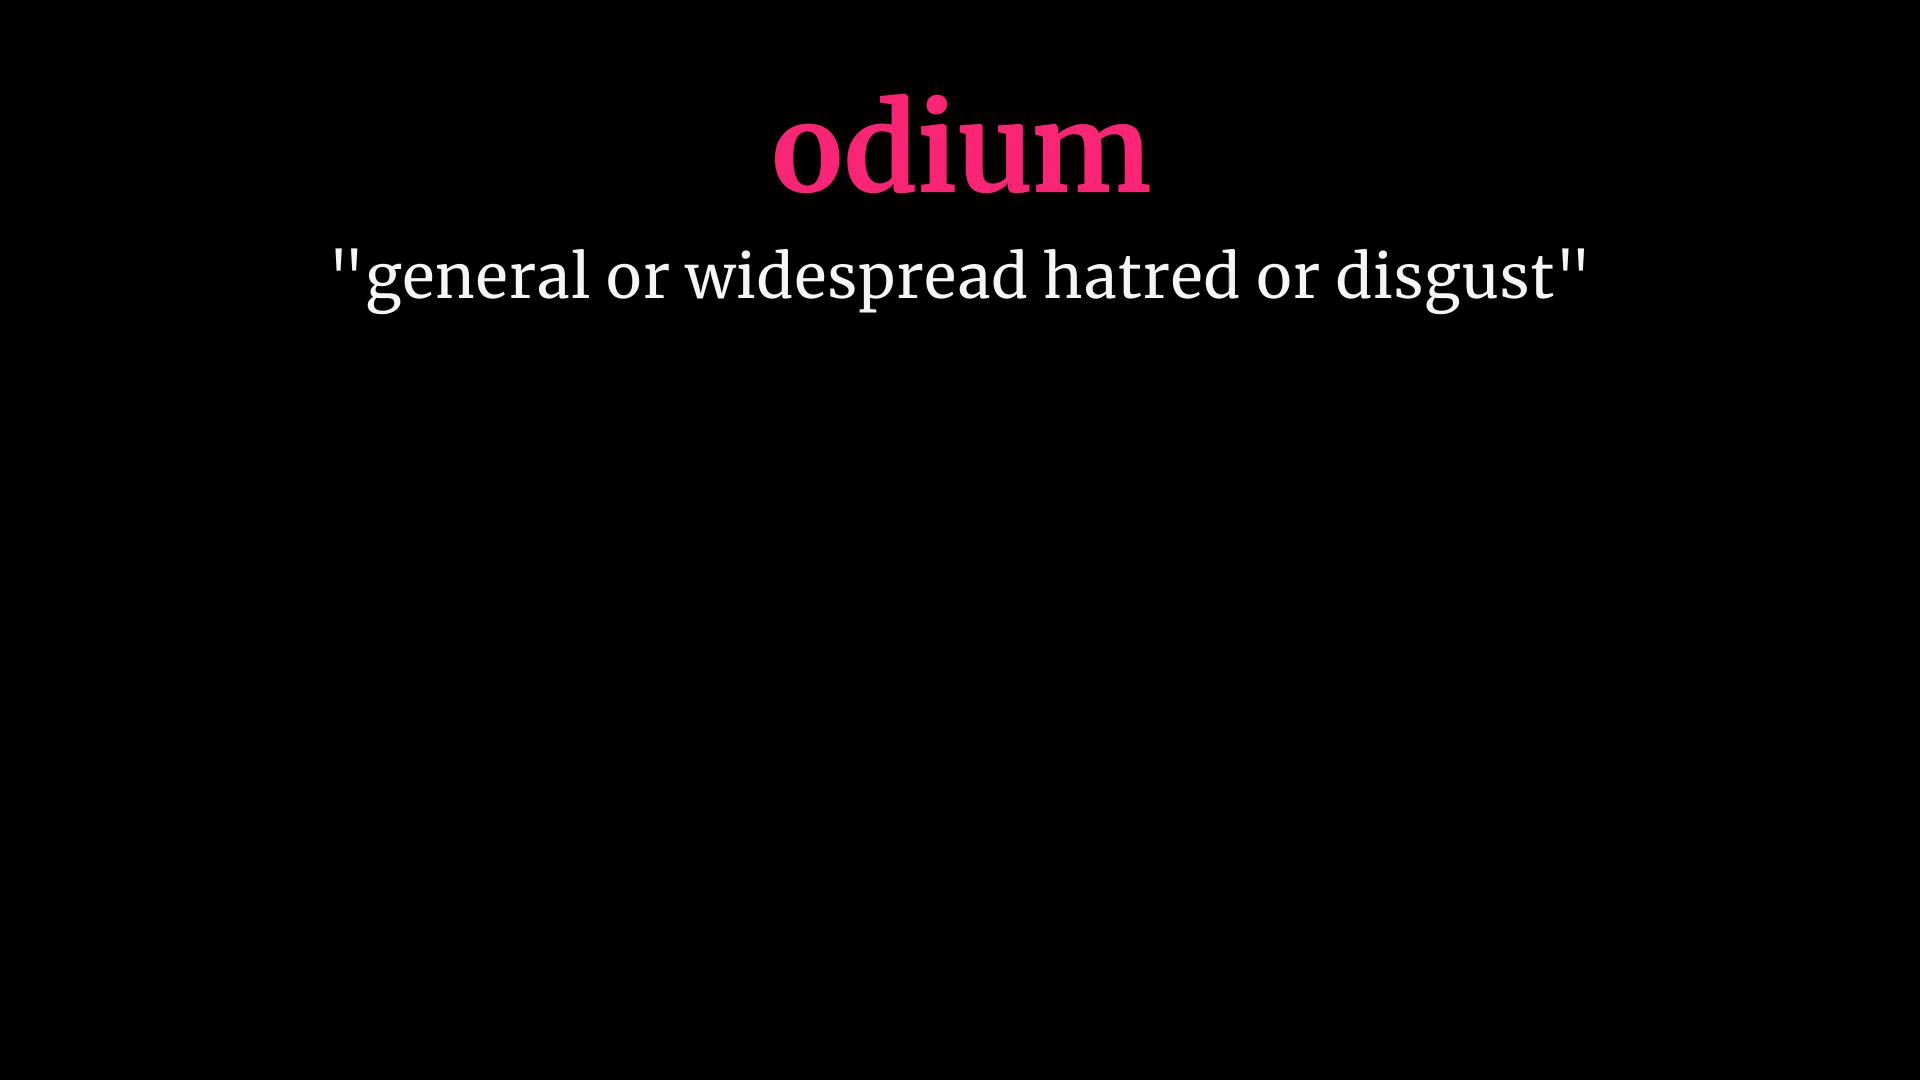 odium
"general or widespread hatred or disgust"